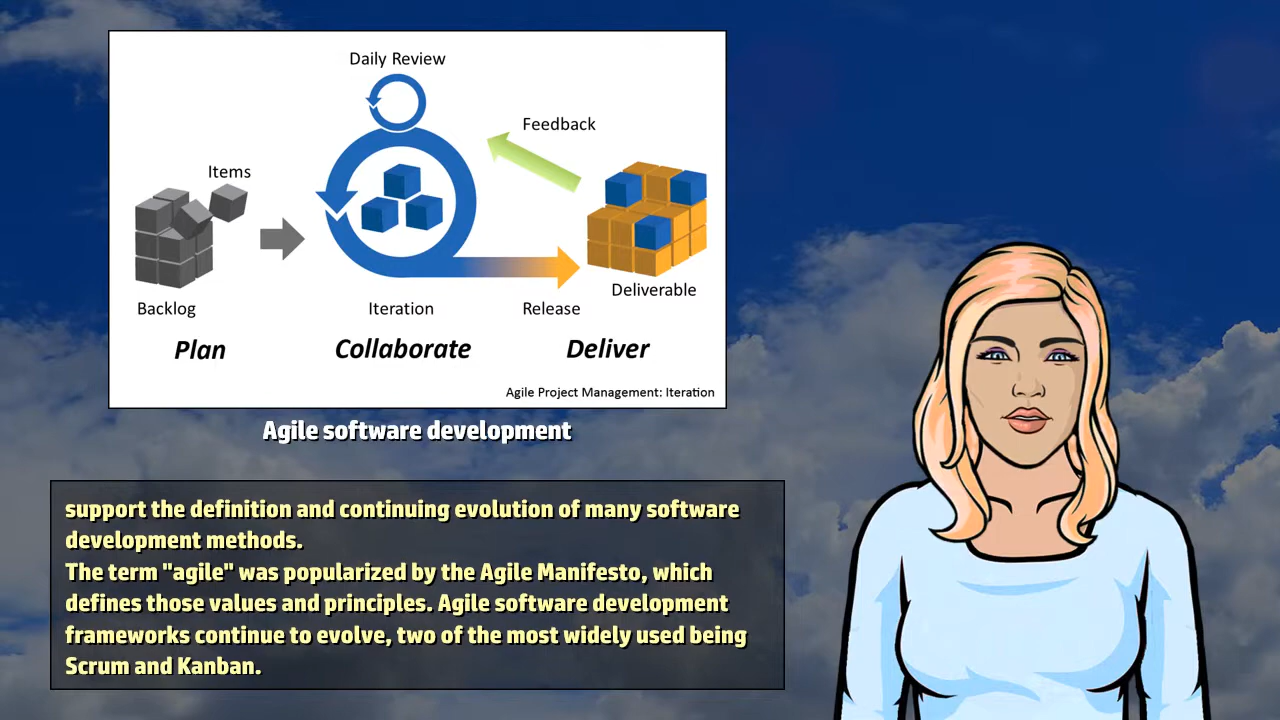 Daily Review
Feedback
Items
Backlog
Iteration
Release
Deliverable
Plan
Collaborate
Deliver
Agile Project Management: Iteration
Agile software development
support the definition and continuing evolution of many software
development methods.
The term "agile" was popularized by the Agile Manifesto, which
defines those values and principles. Agile software development
frameworks continue to evolve, two of the most widely used being
Scrum and Kanban.